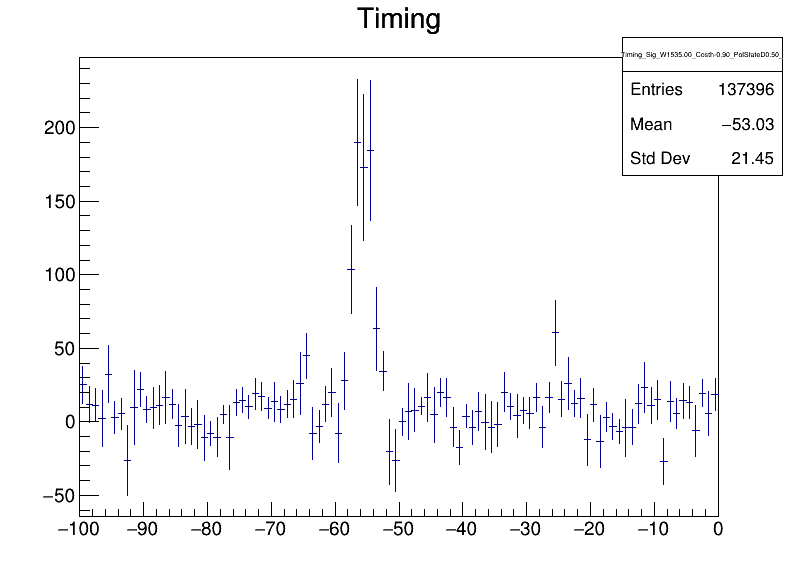 Timing
Timing_Sig_W1535.00_Costh-0.90_PolStateD0.50_
Entries 137396
Mean −53.03
Std Dev 21.45
200
150
100
50
0
−50
−100 −90 −80 −70 −60 −50 −40 −30 −20 −10 0